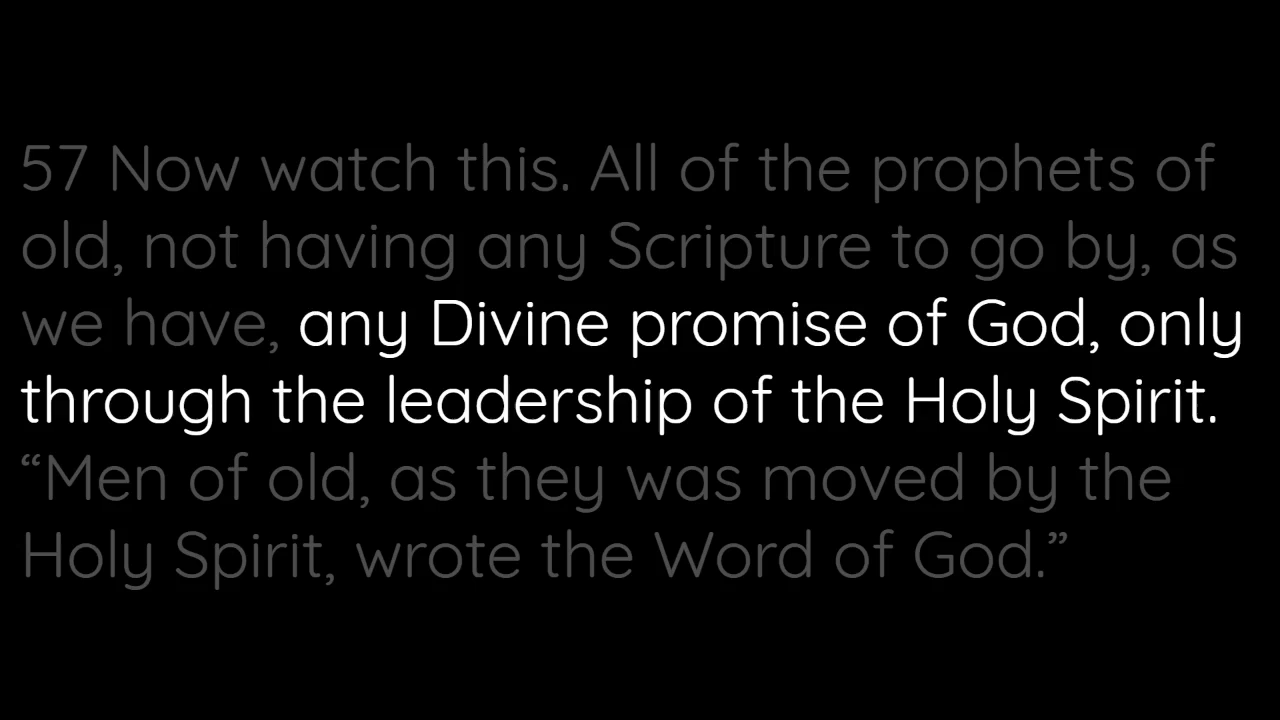 57 Now watch this. All of the prophets of
old, not having any Scripture to go by, as
we have, any Divine promise of God, only
through the leadership of the Holy Spirit.
“Men of old, as they was moved by the
Holy Spirit, wrote the Word of God.”